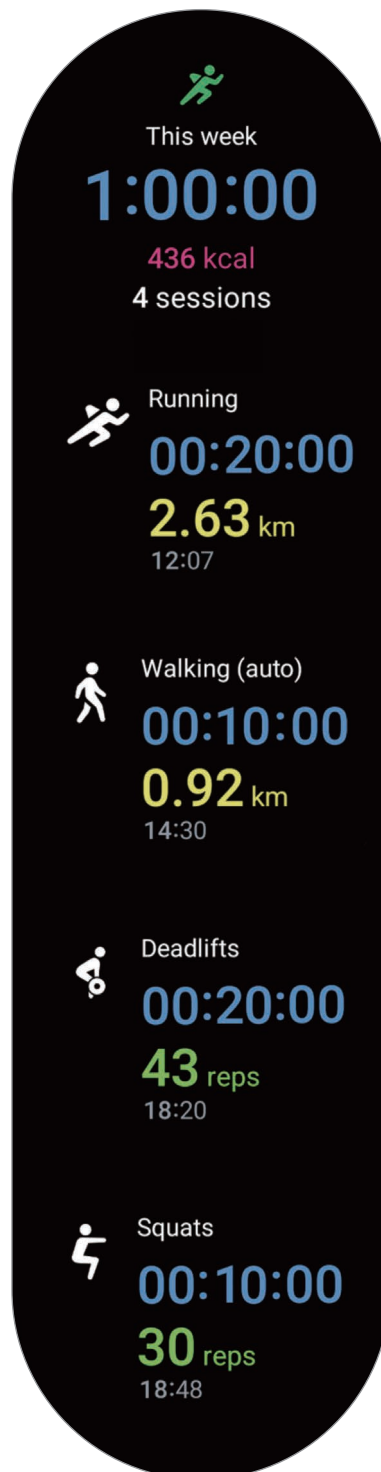 This week
1:00:00
436 kcal
4 sessions
Running
00:20:00
2.63 km
12:07
Walking (auto)
00:10:00
0.92 km
14:30
Deadlifts
00:20:00
43 reps
18:20
Squats
00:10:00
30 reps
18:48